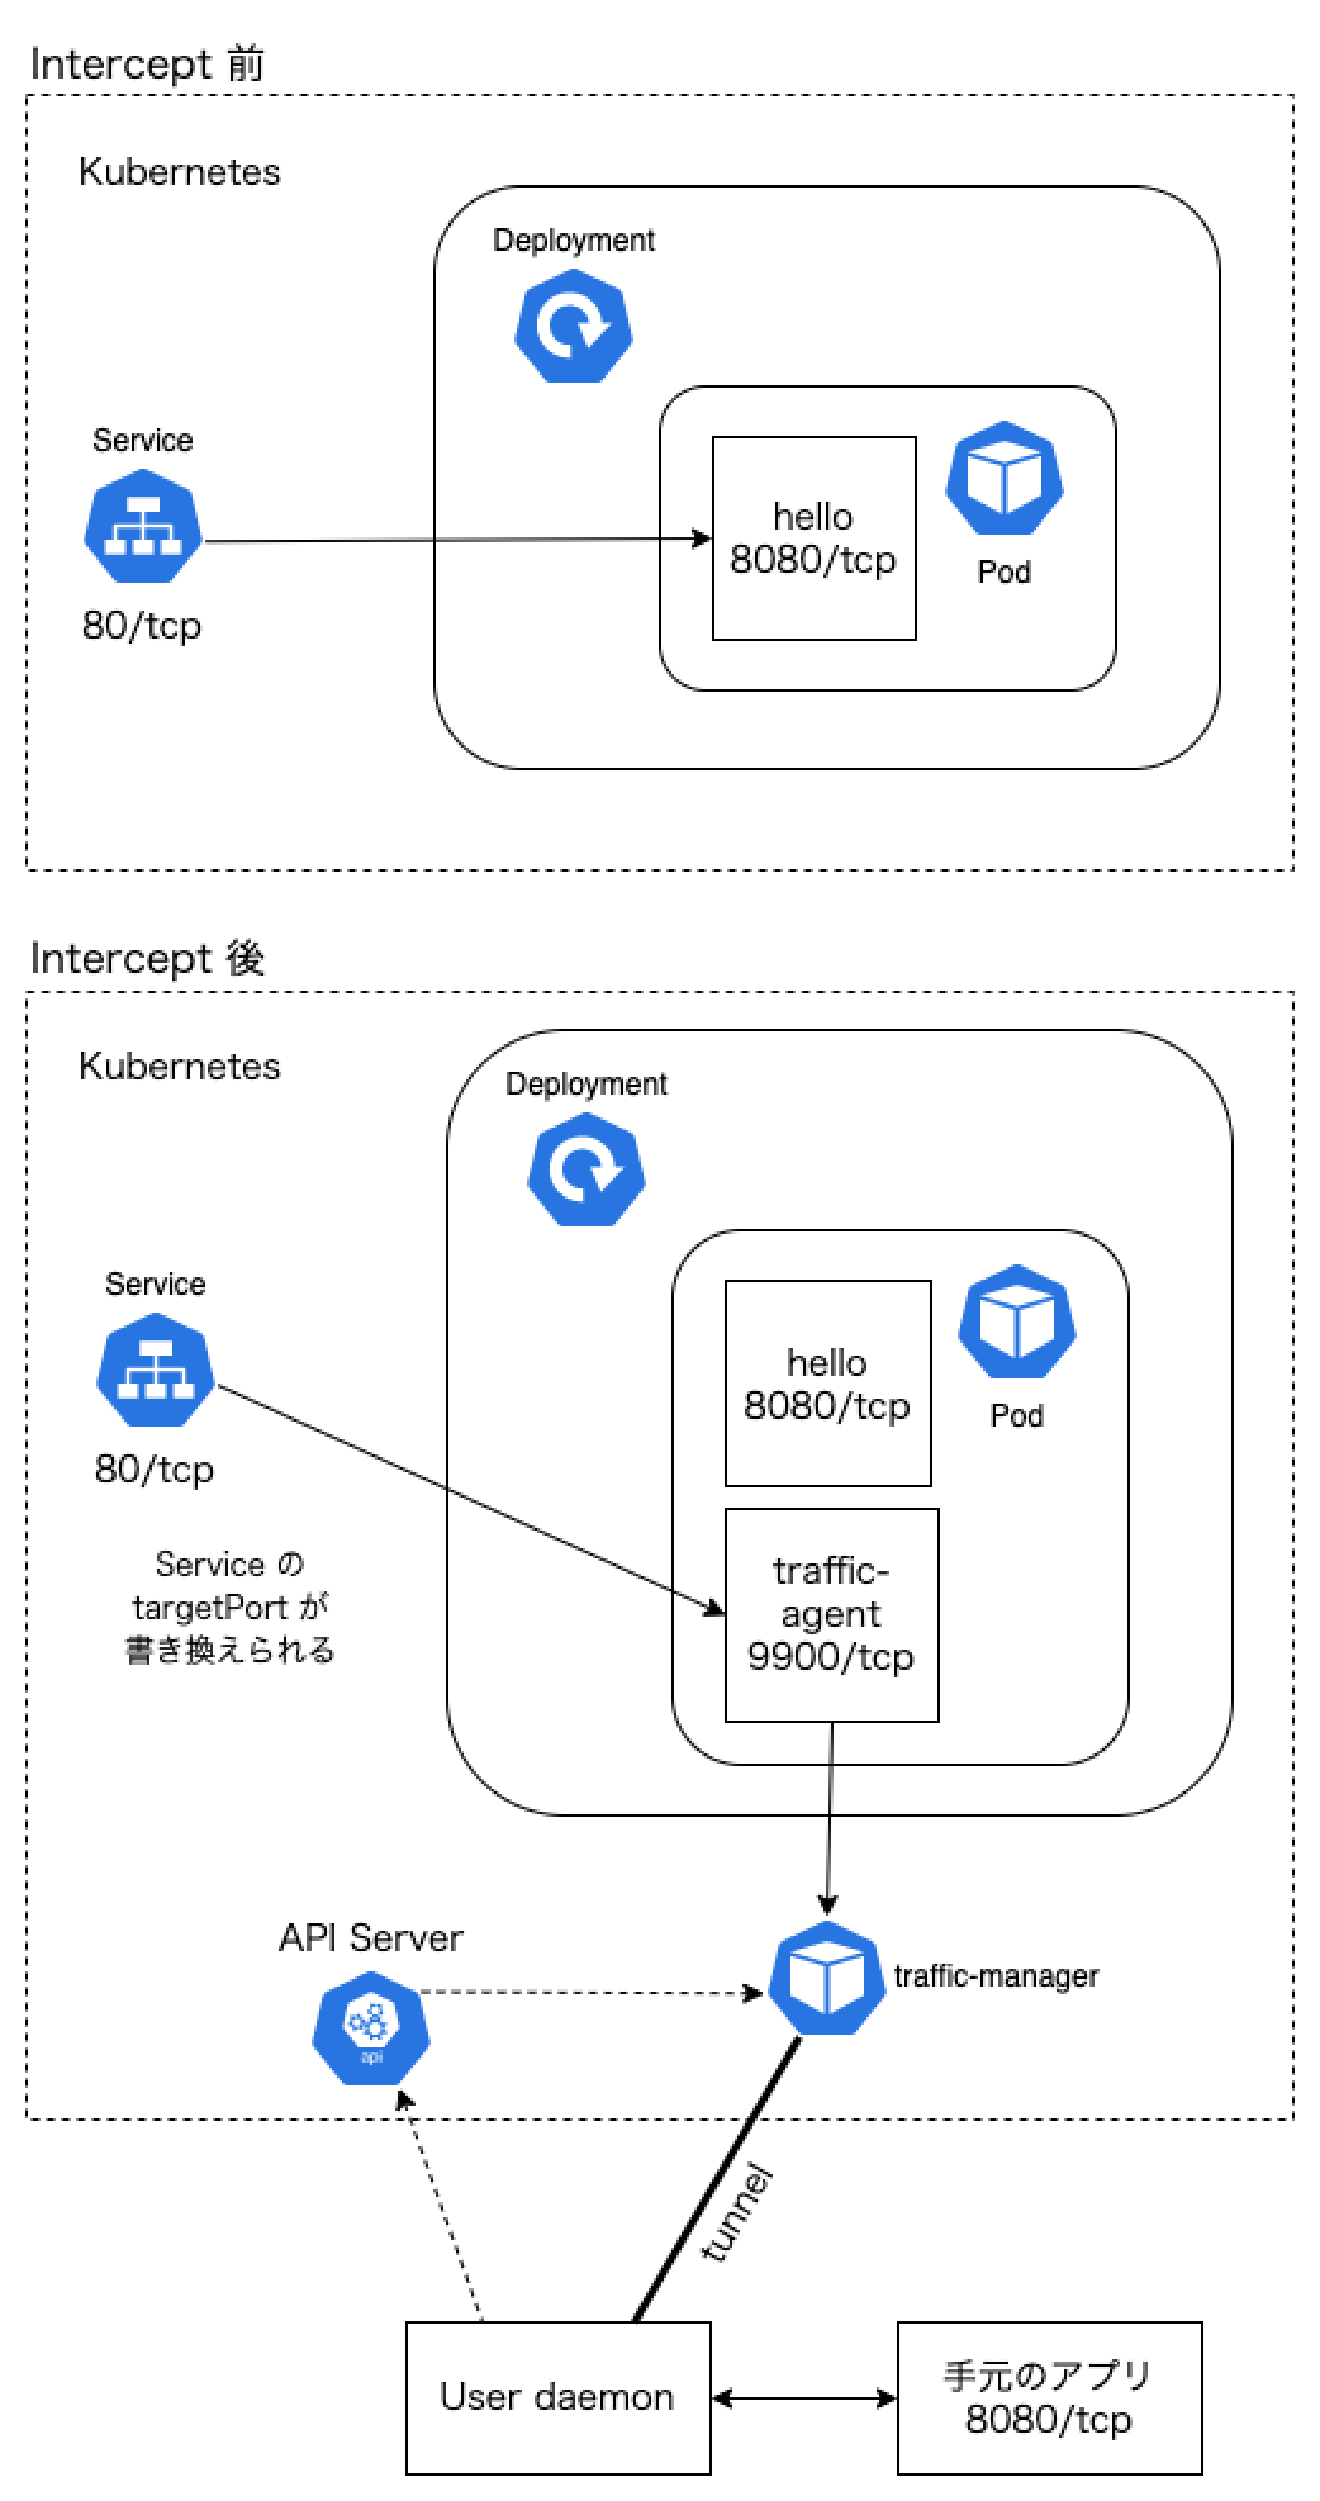 Intercept 前
Kubernetes
Deployment
Service
80/tcp
hello
8080/tcp
Pod
Intercept 後
Kubernetes
Deployment
Service
80/tcp
hello
8080/tcp
Pod
Service の
targetPort が
書き換えられる
traffic-
agent
9900/tcp
API Server
api
traffic-manager
tunnel
User daemon
手元のアプリ
8080/tcp